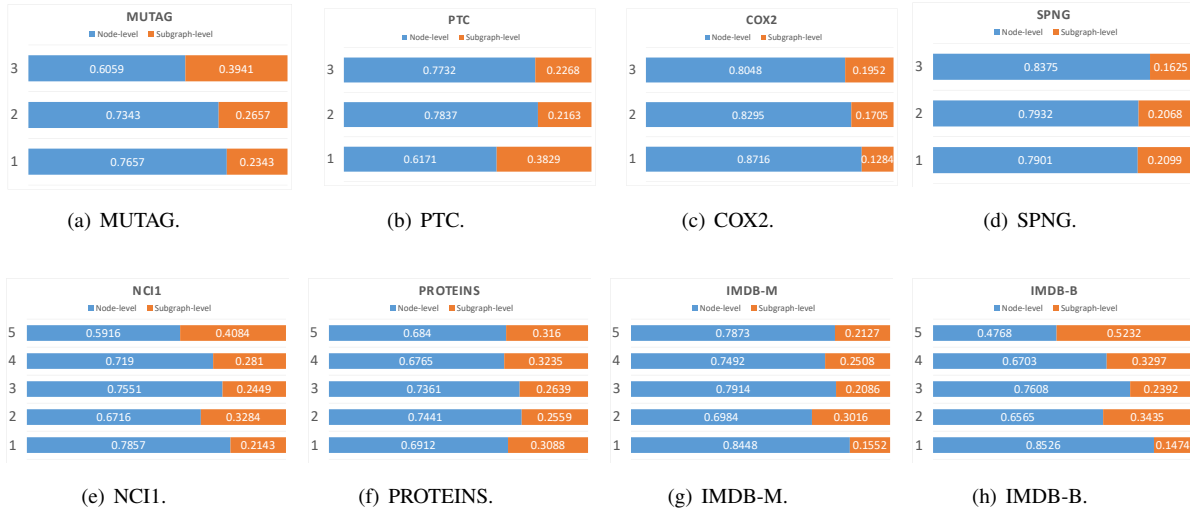 MUTAG
Node-level Subgraph-level
3 0.6059 0.3941
2 0.7343 0.2657
1 0.7657 0.2343
(a) MUTAG.
PTC
Node-level Subgraph-level
3 0.7732 0.2268
2 0.7837 0.2163
1 0.6171 0.3829
(b) PTC.
COX2
Node-level Subgraph-level
3 0.8048 0.1952
2 0.8295 0.1705
1 0.8716 0.1284
(c) COX2.
SPNG
Node-level Subgraph-level
3 0.8375 0.1625
2 0.7932 0.2068
1 0.7901 0.2099
(d) SPNG.
NCI1
Node-level Subgraph-level
5 0.5916 0.4084
4 0.719 0.281
3 0.7551 0.2449
2 0.6716 0.3284
1 0.7857 0.2143
(e) NCI1.
PROTEINS
Node-level Subgraph-level
5 0.684 0.316
4 0.6765 0.3235
3 0.7361 0.2639
2 0.7441 0.2559
1 0.6912 0.3088
(f) PROTEINS.
IMDB-M
Node-level Subgraph-level
5 0.7873 0.2127
4 0.7492 0.2508
3 0.7914 0.2086
2 0.6984 0.3016
1 0.8448 0.1552
(g) IMDB-M.
IMDB-B
Node-level Subgraph-level
5 0.4768 0.5232
4 0.6703 0.3297
3 0.7608 0.2392
2 0.6565 0.3435
1 0.8526 0.1474
(h) IMDB-B.